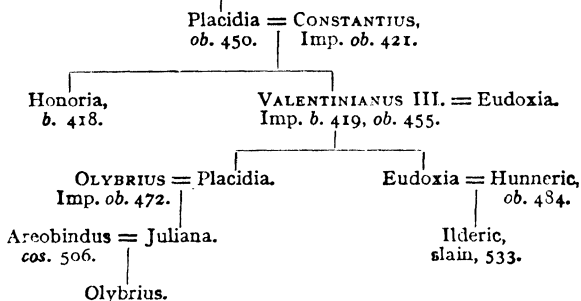 Placidia = CONSTANTIUS,
ob. 450. Imp. ob. 421.
Honoria, VALENTINIANUS III. = Eudoxia.
b. 418. Imp. b. 419, ob. 455.
OLYBRIUS = Placidia. Eudoxia = Hunneric,
Imp. ob. 472. ob. 484.
Areobindus = Juliana. Ilderic,
cos. 506. slain, 533.
Olybrius.